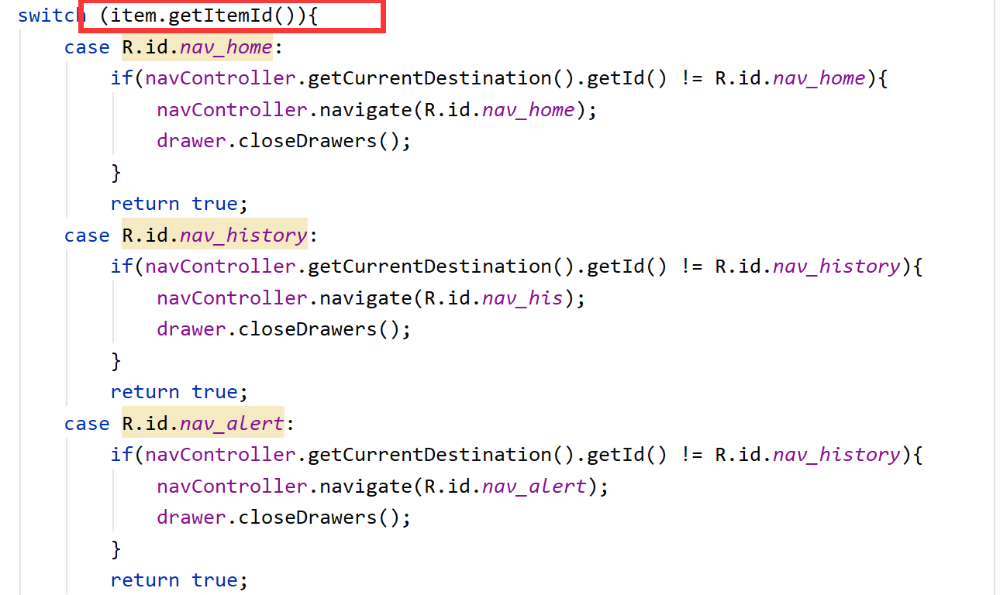 switch (item.getItemId()){
case R.id.nav_home:
if(navController.getCurrentDestination().getId() != R.id.nav_home){
navController.navigate(R.id.nav_home);
drawer.closeDrawers();
}
return true;
case R.id.nav_history:
if(navController.getCurrentDestination().getId() != R.id.nav_history){
navController.navigate(R.id.nav_his);
drawer.closeDrawers();
}
return true;
case R.id.nav_alert:
if(navController.getCurrentDestination().getId() != R.id.nav_history){
navController.navigate(R.id.nav_alert);
drawer.closeDrawers();
}
return true;